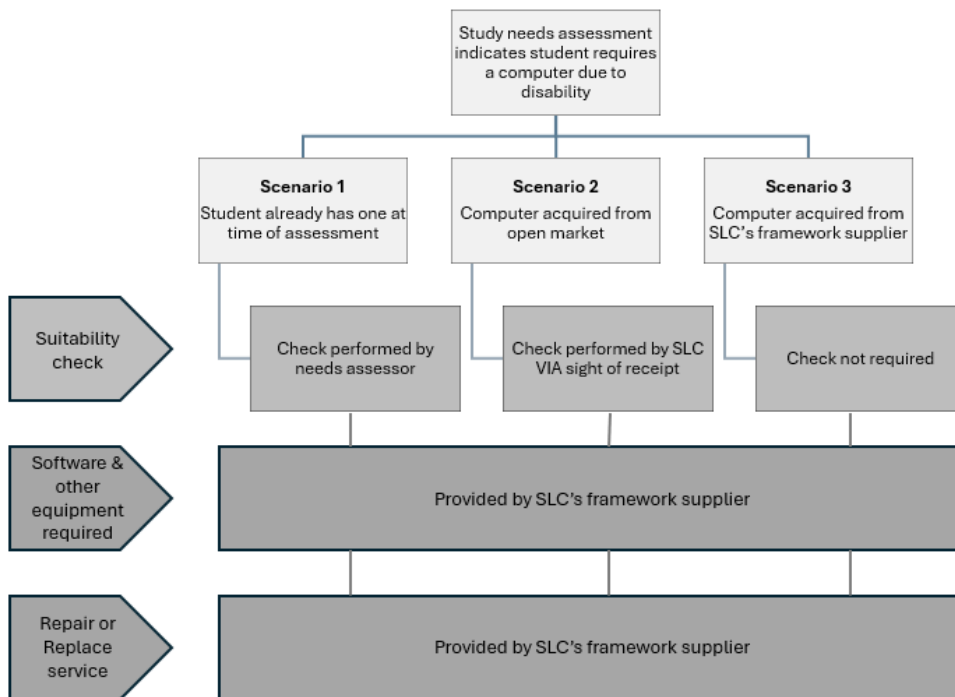 Study needs assessment
indicates student requires
a computer due to
disability
Scenario 1
Student already has one at
time of assessment
Scenario 2
Computer acquired from
open market
Scenario 3
Computer acquired from
SLC's framework supplier
Suitability
check
Check performed by
needs assessor
Check performed by SLC
VIA sight of receipt
Check not required
Software &
other
equipment
required
Provided by SLC's framework supplier
Repair or
Replace
service
Provided by SLC's framework supplier